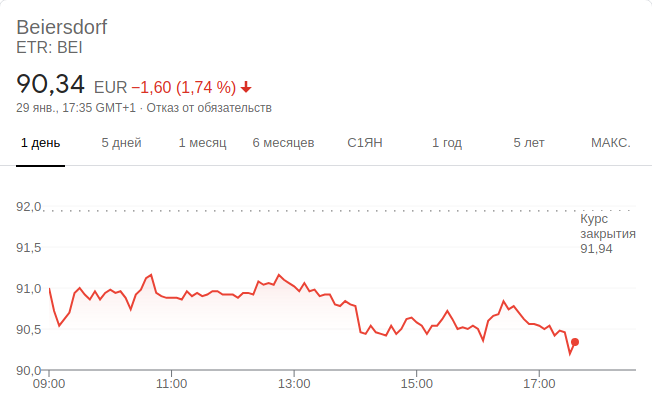 Beiersdorf
ETR: BEI
90,34 EUR −1,60 (1,74 %)
29 янв., 17:35 GMT+1 · Отказ от обязательств
1 день 5 дней 1 месяц 6 месяцев С1ЯН 1 год 5 лет МАКС.
92,0
Курс
закрытия
91,94
91,5
91,0
90,5
90,0
09:00 11:00 13:00 15:00 17:00